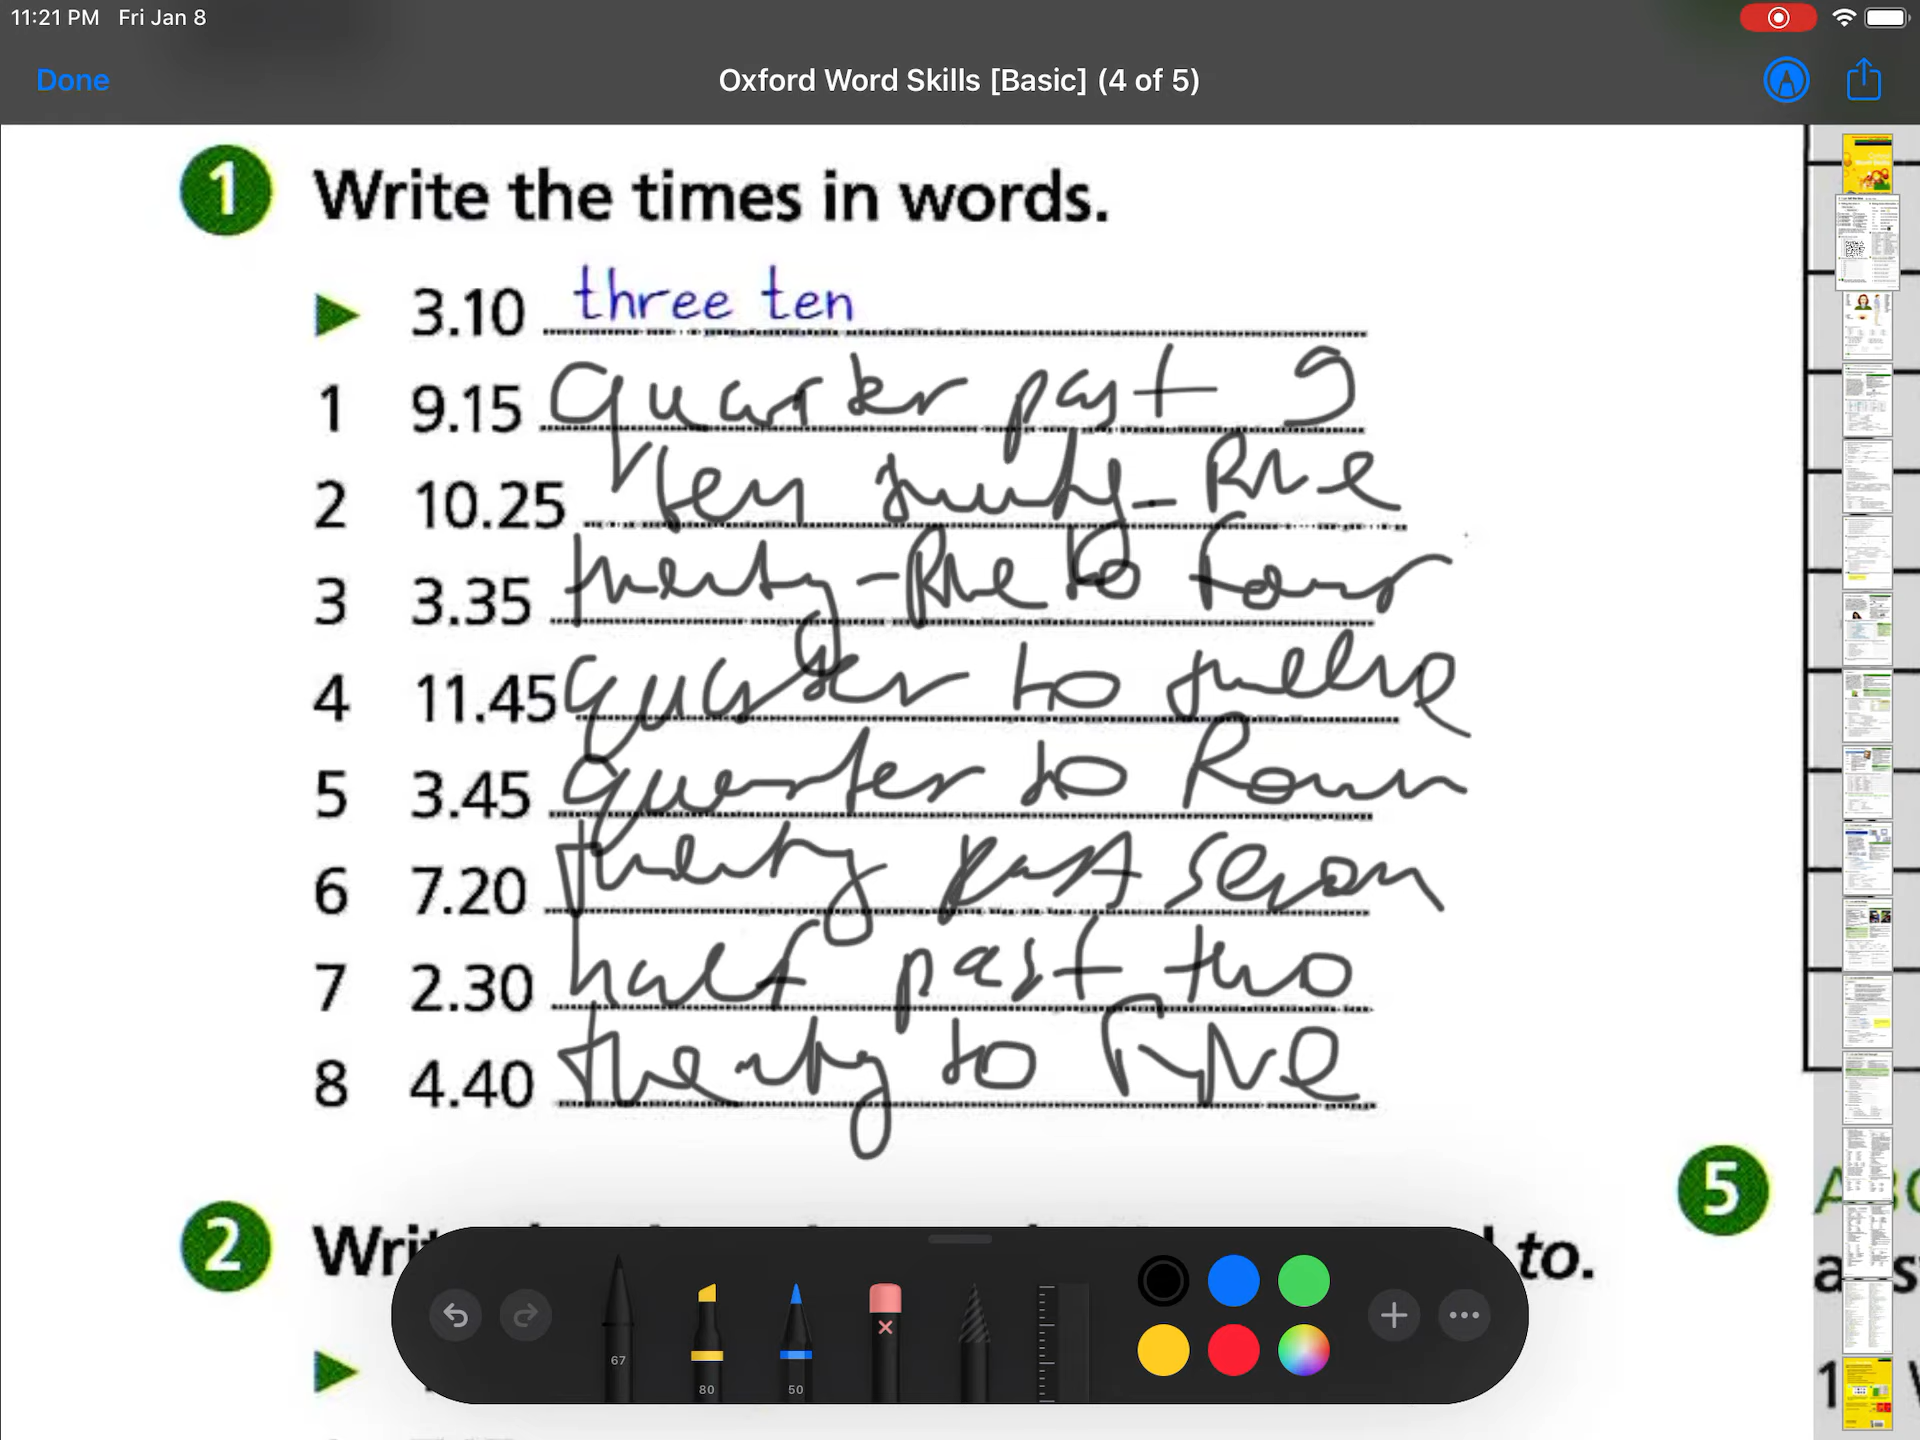 11:21 PM Fri Jan 8
Done
Oxford Word Skills [Basic] (4 of 5)
1 Write the times in words.
3.10 three ten
1 9.15 quarter past 9
2 10.25 ten twenty-five
3 3.35 twenty-five to four
4 11.45 quarter to twelve
5 3.45 quarter to four
6 7.20 twenty past seven
7 2.30 half past two
8 4.40 twenty to five
5
2 to.
67
80
50
1